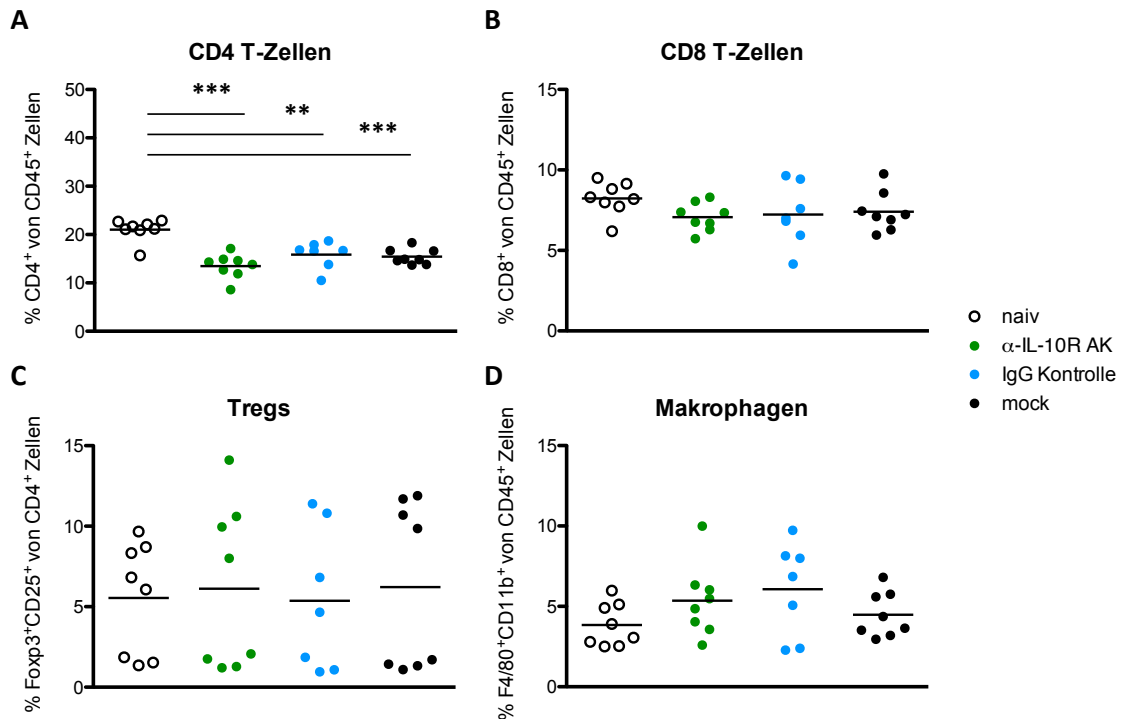 A
CD4 T-Zellen
% CD4⁺ von CD45⁺ Zellen
50
40
30
20
10
0
***
**
***
B
CD8 T-Zellen
% CD8⁺ von CD45⁺ Zellen
15
10
5
0
naiv
α-IL-10R AK
IgG Kontrolle
mock
C
Tregs
% Foxp3⁺CD25⁺ von CD4⁺ Zellen
15
10
5
0
D
Makrophagen
% F4/80⁺CD11b⁺ von CD45⁺ Zellen
15
10
5
0